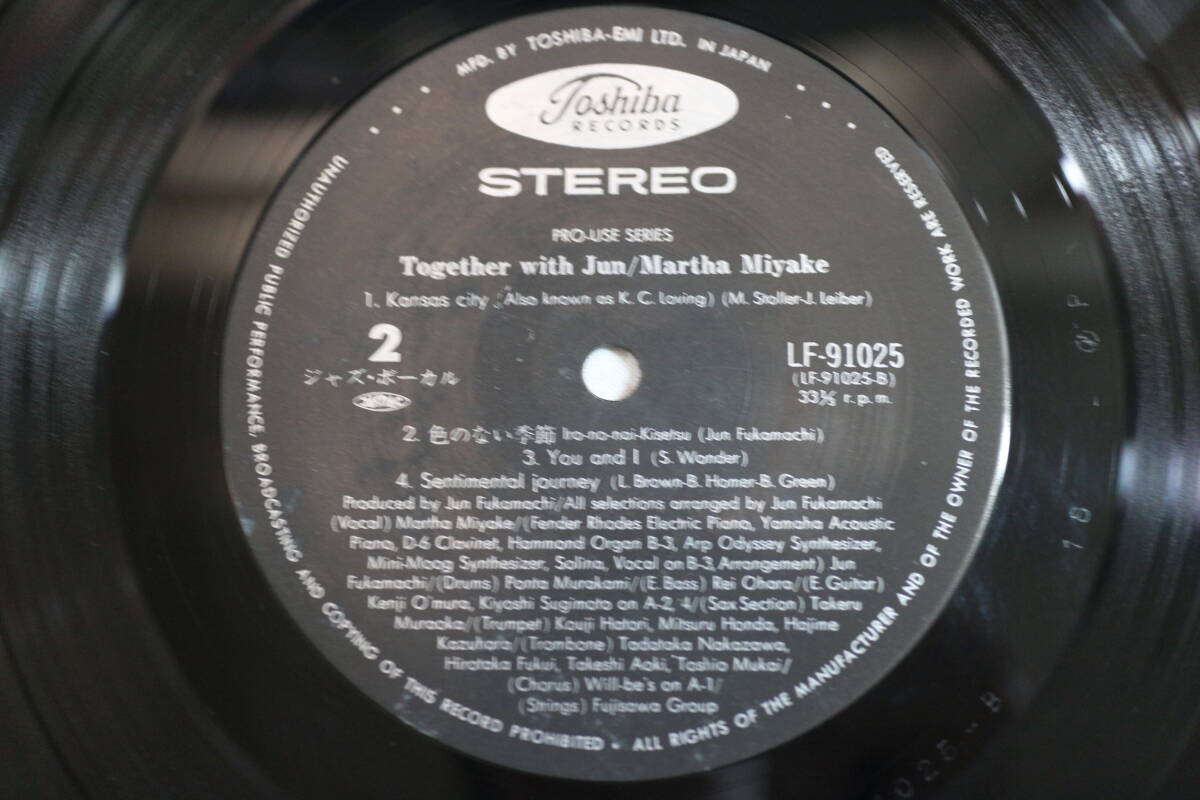 MFD. BY TOSHIBA-EMI LTD. IN JAPAN
Toshiba
RECORDS
STEREO
PRO-USE SERIES
Together with Jun/Martha Miyake
1. Kansas city (Also known as K. C. Loving) (M. Stoller-J. Leiber)
2
ジャズ・ボーカル
LF-91025
(LF-91025-B)
33⅓ r.p.m.
2. 色のない季節 Iro-no-nai-Kisetsu (Jun Fukamachi)
3. You and I (S. Wonder)
4. Sentimental journey (L. Brown-B. Homer-B. Green)
Produced by Jun Fukamachi/All selections arranged by Jun Fukamachi
(Vocal) Martha Miyake/(Fender Rhodes Electric Piano, Yamaha Acoustic
Piano, D-6 Clavinet, Hammond Organ B-3, Arp Odyssey Synthesizer,
Mini-Moog Synthesizer, Solina, Vocal on B-3, Arrangement) Jun
Fukamachi/(Drums) Ponta Murakami/(E. Bass) Rei Ohara/(E. Guitar)
Kenji O'mura, Kiyoshi Sugimoto on A-2, 4/(Sax Section) Takeru
Muraoka/(Trumpet) Kouji Hatori, Mitsuru Honda, Hajime
Kazuhara/(Trombone) Tadataka Nakazawa,
Hirotaka Fukui, Takeshi Aoki, Toshio Mukai/
(Chorus) Will-be's on A-1/
(Strings) Fujisawa Group
UNAUTHORIZED PUBLIC PERFORMANCE, BROADCASTING AND COPYING OF THIS RECORD PROHIBITED • ALL RIGHTS OF THE MANUFACTURER AND OF THE OWNER OF THE RECORDED WORK ARE RESERVED